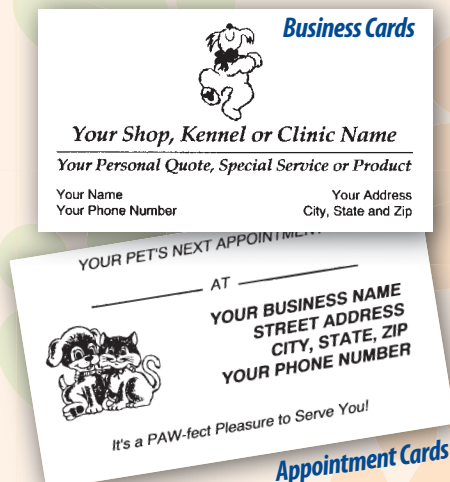 Business Cards
Your Shop, Kennel or Clinic Name
Your Personal Quote, Special Service or Product
Your Name
Your Phone Number
Your Address
City, State and Zip
YOUR PET'S NEXT
AT
YOUR BUSINESS NAME
STREET ADDRESS
CITY, STATE, ZIP
YOUR PHONE NUMBER
It's a PAW-fect Pleasure to Serve You!
Appointment Cards